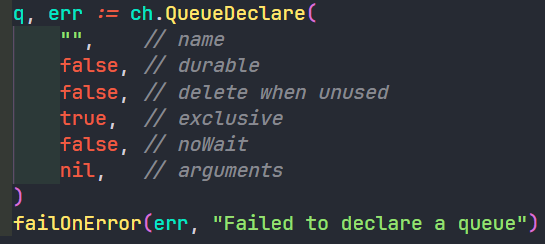 q, err := ch.QueueDeclare(
    "",    // name
    false, // durable
    false, // delete when unused
    true,  // exclusive
    false, // noWait
    nil,   // arguments
)
failOnError(err, "Failed to declare a queue")